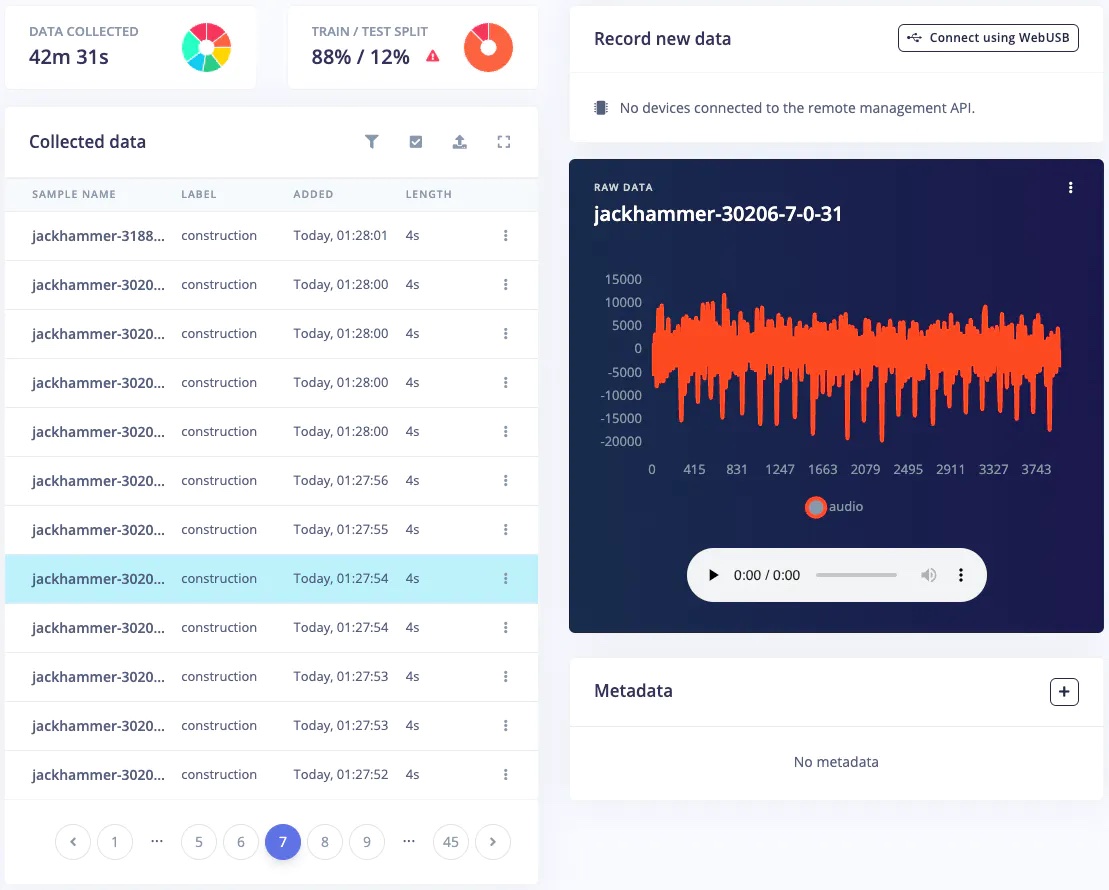 DATA COLLECTED
42m 31s
TRAIN / TEST SPLIT
88% / 12%
Collected data
SAMPLE NAME LABEL ADDED LENGTH
jackhammer-3188... construction Today, 01:28:01 4s
jackhammer-3020... construction Today, 01:28:00 4s
jackhammer-3020... construction Today, 01:28:00 4s
jackhammer-3020... construction Today, 01:28:00 4s
jackhammer-3020... construction Today, 01:28:00 4s
jackhammer-3020... construction Today, 01:27:56 4s
jackhammer-3020... construction Today, 01:27:55 4s
jackhammer-3020... construction Today, 01:27:54 4s
jackhammer-3020... construction Today, 01:27:54 4s
jackhammer-3020... construction Today, 01:27:53 4s
jackhammer-3020... construction Today, 01:27:53 4s
jackhammer-3020... construction Today, 01:27:52 4s
1 ... 5 6 7 8 9 ... 45
Record new data
Connect using WebUSB
No devices connected to the remote management API.
RAW DATA
jackhammer-30206-7-0-31
15000
10000
5000
0
-5000
-10000
-15000
-20000
0 415 831 1247 1663 2079 2495 2911 3327 3743
audio
0:00 / 0:00
Metadata
+
No metadata